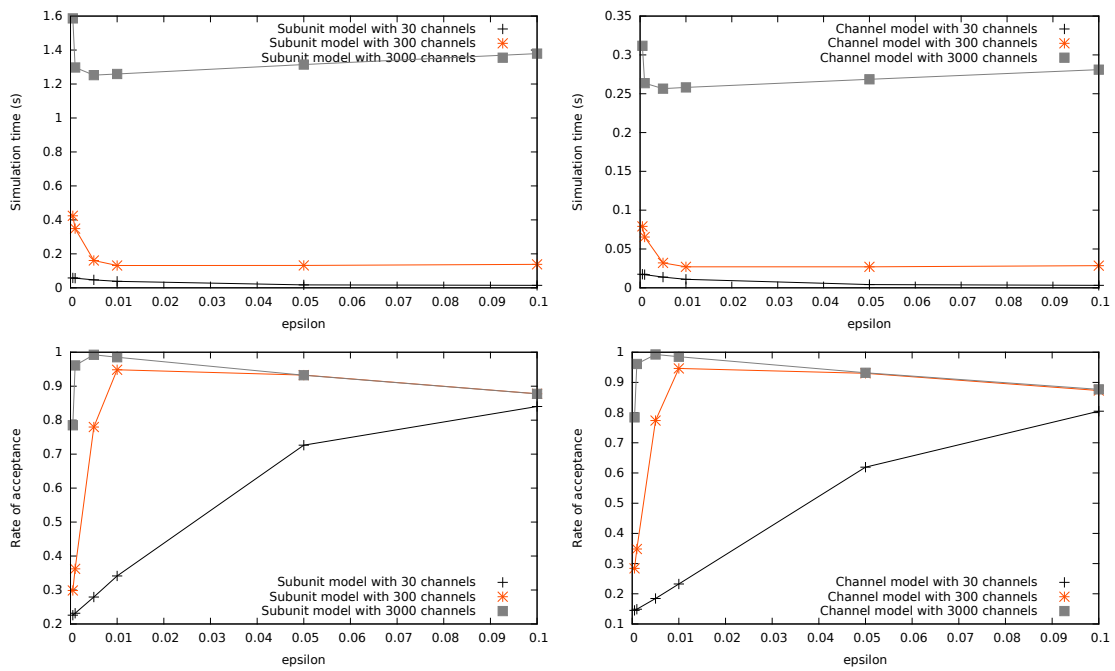 1.6
1.4
1.2
1
0.8
0.6
0.4
0.2
0
Simulation time (s)
Subunit model with 30 channels
Subunit model with 300 channels
Subunit model with 3000 channels
0 0.01 0.02 0.03 0.04 0.05 0.06 0.07 0.08 0.09 0.1
epsilon
0.35
0.3
0.25
0.2
0.15
0.1
0.05
0
Simulation time (s)
Channel model with 30 channels
Channel model with 300 channels
Channel model with 3000 channels
0 0.01 0.02 0.03 0.04 0.05 0.06 0.07 0.08 0.09 0.1
epsilon
1
0.9
0.8
0.7
0.6
0.5
0.4
0.3
0.2
Rate of acceptance
Subunit model with 30 channels
Subunit model with 300 channels
Subunit model with 3000 channels
0 0.01 0.02 0.03 0.04 0.05 0.06 0.07 0.08 0.09 0.1
epsilon
1
0.9
0.8
0.7
0.6
0.5
0.4
0.3
0.2
0.1
Rate of acceptance
Channel model with 30 channels
Channel model with 300 channels
Channel model with 3000 channels
0 0.01 0.02 0.03 0.04 0.05 0.06 0.07 0.08 0.09 0.1
epsilon